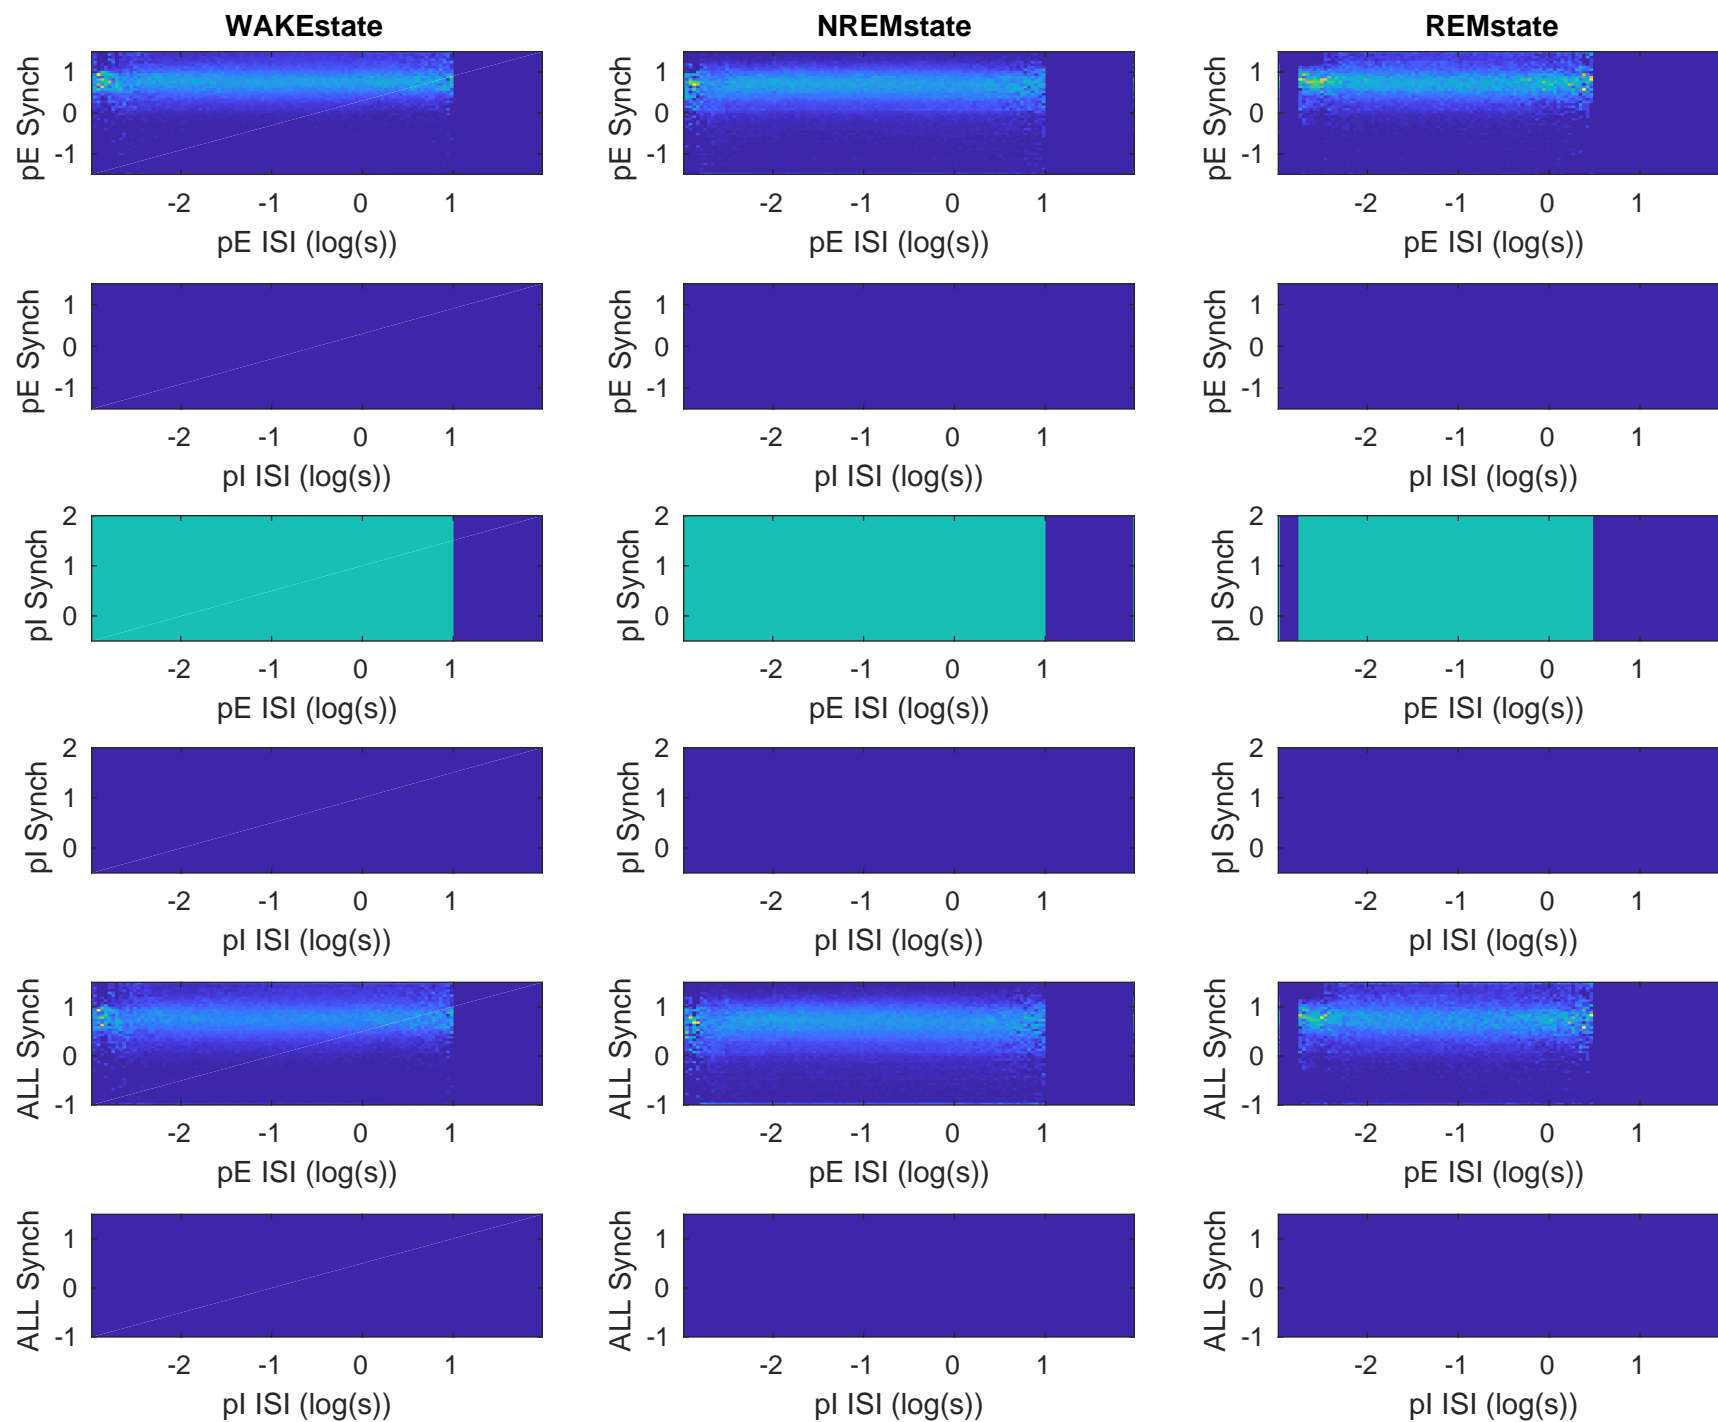 WAKEstate NREMstate REMstate
pE Synch 1 0 -1 pE Synch 1 0 -1 pE Synch 1 0 -1
-2 -1 0 1 -2 -1 0 1 -2 -1 0 1
pE ISI (log(s)) pE ISI (log(s)) pE ISI (log(s))
pE Synch 1 0 -1 pE Synch 1 0 -1 pE Synch 1 0 -1
-2 -1 0 1 -2 -1 0 1 -2 -1 0 1
pI ISI (log(s)) pI ISI (log(s)) pI ISI (log(s))
pI Synch 2 1 0 pI Synch 2 1 0 pI Synch 2 1 0
-2 -1 0 1 -2 -1 0 1 -2 -1 0 1
pE ISI (log(s)) pE ISI (log(s)) pE ISI (log(s))
pI Synch 2 1 0 pI Synch 2 1 0 pI Synch 2 1 0
-2 -1 0 1 -2 -1 0 1 -2 -1 0 1
pI ISI (log(s)) pI ISI (log(s)) pI ISI (log(s))
ALL Synch 1 0 -1 ALL Synch 1 0 -1 ALL Synch 1 0 -1
-2 -1 0 1 -2 -1 0 1 -2 -1 0 1
pE ISI (log(s)) pE ISI (log(s)) pE ISI (log(s))
ALL Synch 1 0 -1 ALL Synch 1 0 -1 ALL Synch 1 0 -1
-2 -1 0 1 -2 -1 0 1 -2 -1 0 1
pI ISI (log(s)) pI ISI (log(s)) pI ISI (log(s))